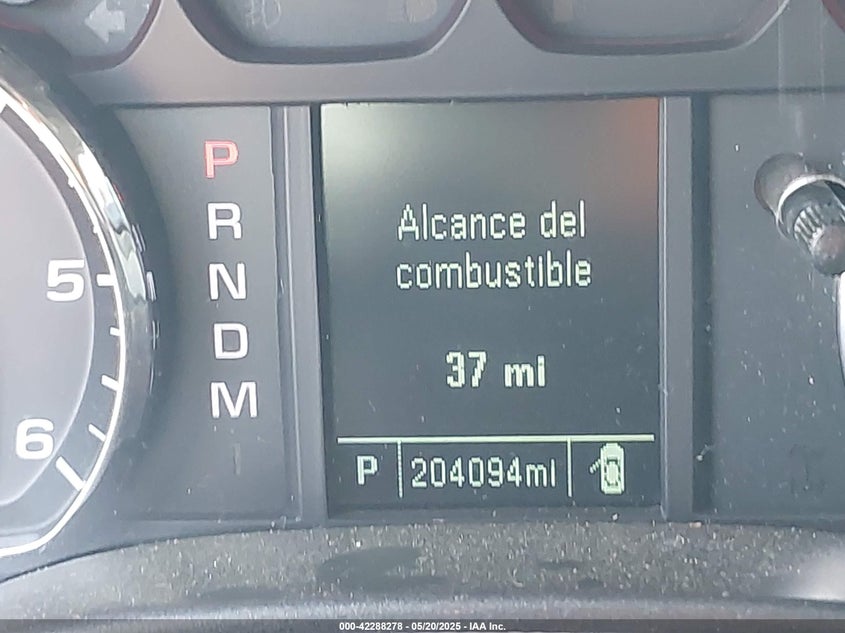 P
R
N
D
M
5
6
Alcance del
combustible
37 mi
P 204094mi
000-42288278 - 05/20/2025 - IAA Inc.